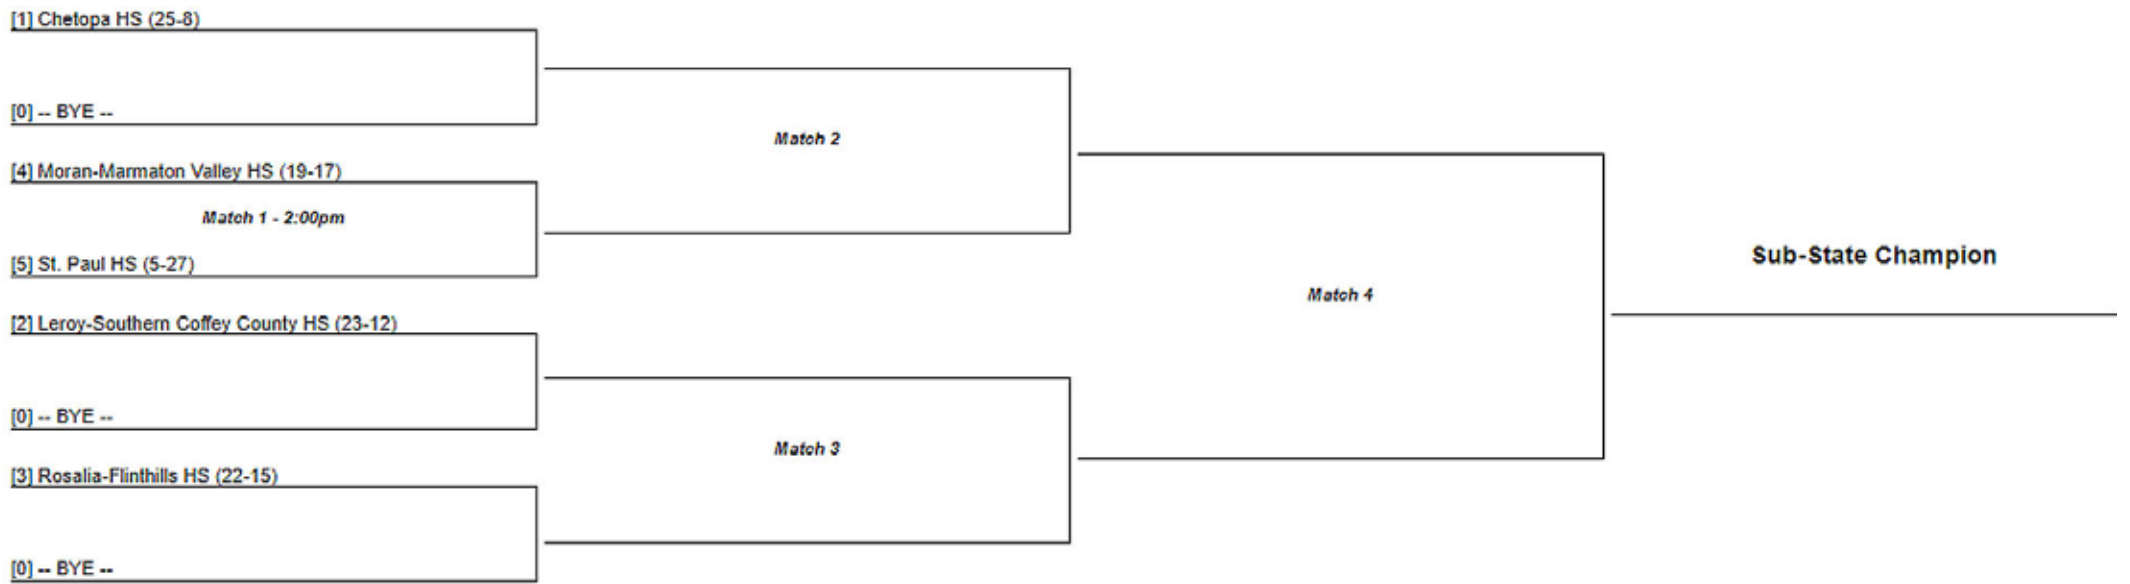 [1] Chetopa HS (25-8)
[0] -- BYE --
Match 2
[4] Moran-Marmaton Valley HS (19-17)
Match 1 - 2:00pm
[5] St. Paul HS (5-27)
Sub-State Champion
Match 4
[2] Leroy-Southern Coffey County HS (23-12)
[0] -- BYE --
Match 3
[3] Rosalia-Flinthills HS (22-15)
[0] -- BYE --